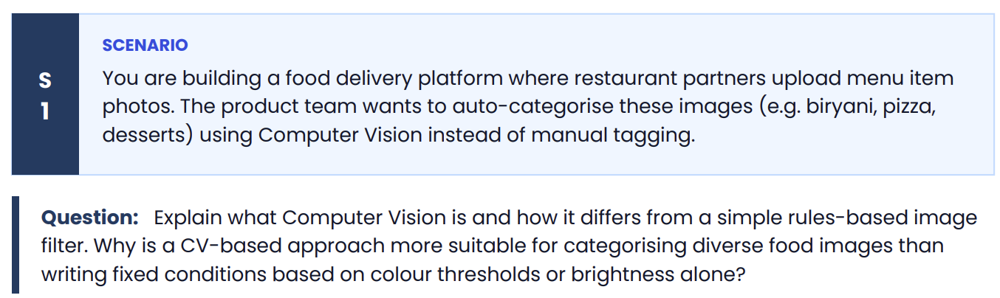 S
1
SCENARIO
You are building a food delivery platform where restaurant partners upload menu item
photos. The product team wants to auto-categorise these images (e.g. biryani, pizza,
desserts) using Computer Vision instead of manual tagging.
Question: Explain what Computer Vision is and how it differs from a simple rules-based image
filter. Why is a CV-based approach more suitable for categorising diverse food images than
writing fixed conditions based on colour thresholds or brightness alone?